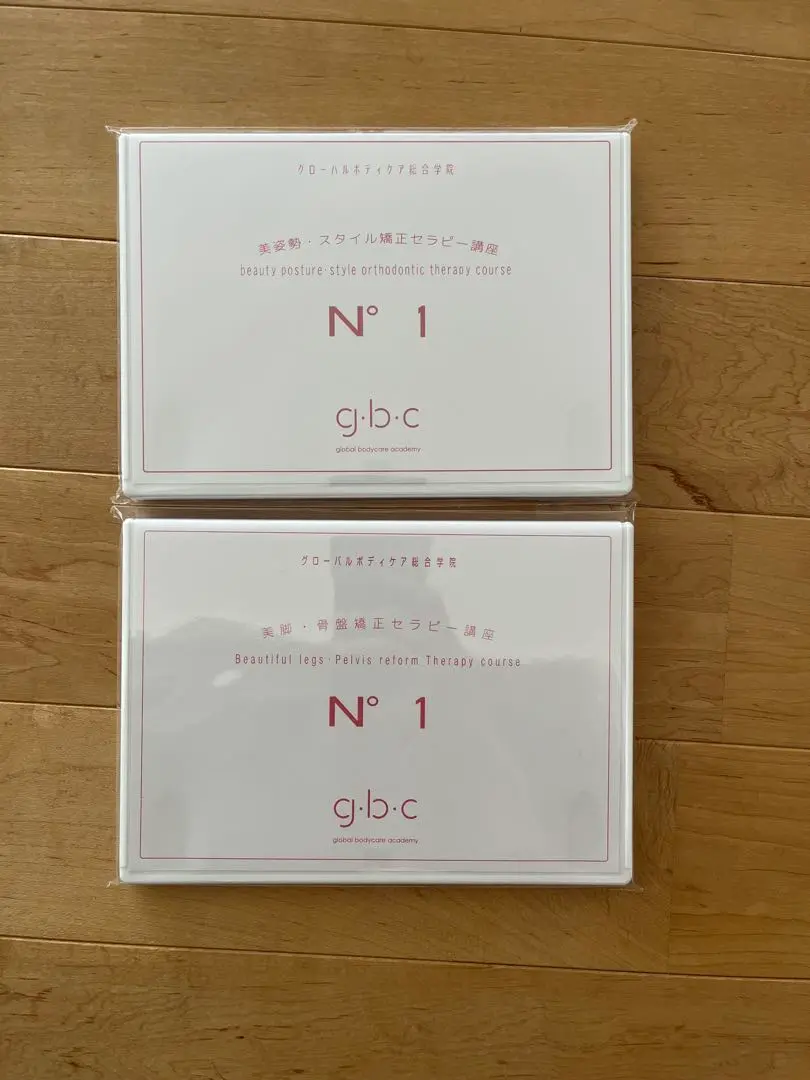 グローバルボディケア総合学院
美姿勢・スタイル矯正セラピー講座
beauty posture·style orthodontic therapy course
N° 1
g·b·c
global bodycare academy
グローバルボディケア総合学院
美脚・骨盤矯正セラピー講座
Beautiful legs·Pelvis reform Therapy course
N° 1
g·b·c
global bodycare academy